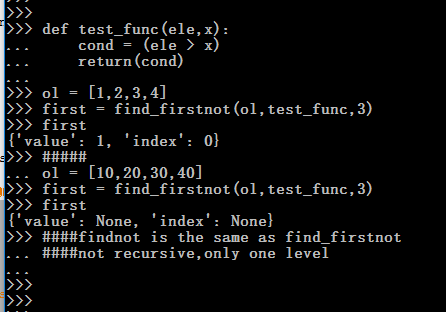 >>>
>>>
>>> def test_func(ele,x):
...     cond = (ele > x)
...     return(cond)
...
>>> ol = [1,2,3,4]
>>> first = find_firstnot(ol,test_func,3)
>>> first
{'value': 1, 'index': 0}
>>> #####
... ol = [10,20,30,40]
>>> first = find_firstnot(ol,test_func,3)
>>> first
{'value': None, 'index': None}
>>> ####findnot is the same as find_firstnot
... ####not recursive,only one level
...
>>>
>>>